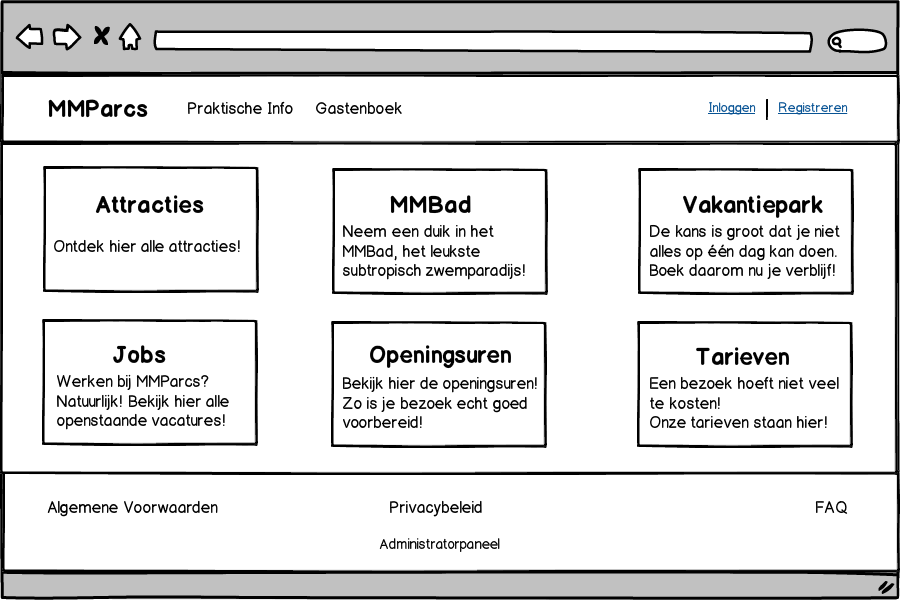 MMParcs
Praktische Info
Gastenboek
Inloggen
Registreren
Attracties
Ontdek hier alle attracties!
MMBad
Neem een duik in het
MMBad, het leukste
subtropisch zwemparadijs!
Vakantiepark
De kans is groot dat je niet
alles op één dag kan doen.
Boek daarom nu je verblijf!
Jobs
Werken bij MMParcs?
Natuurlijk! Bekijk hier alle
openstaande vacatures!
Openingsuren
Bekijk hier de openingsuren!
Zo is je bezoek echt goed
voorbereid!
Tarieven
Een bezoek hoeft niet veel
te kosten!
Onze tarieven staan hier!
Algemene Voorwaarden
Privacybeleid
FAQ
Administratorpaneel